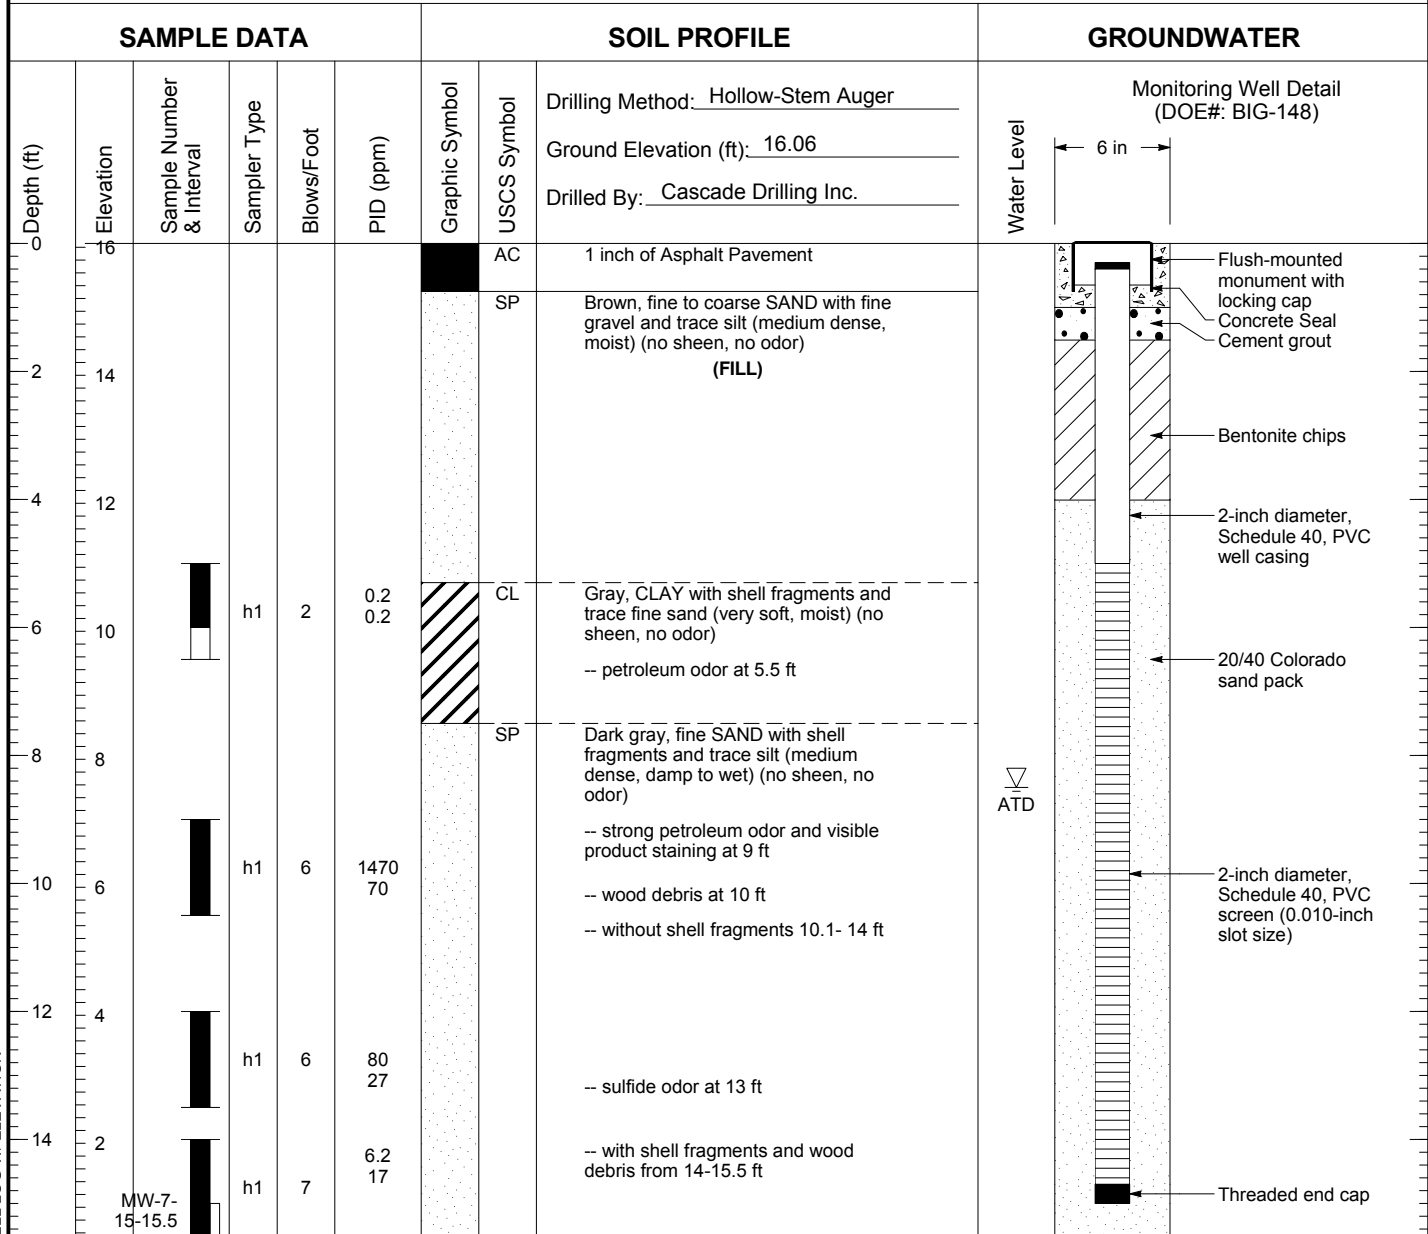 SAMPLE DATA
SOIL PROFILE
GROUNDWATER
Depth (ft)
Elevation
Sample Number
& Interval
Sampler Type
Blows/Foot
PID (ppm)
Graphic Symbol
USCS Symbol
Drilling Method: Hollow-Stem Auger
Ground Elevation (ft): 16.06
Drilled By: Cascade Drilling Inc.
Water Level
Monitoring Well Detail
(DOE#: BIG-148)
6 in
0
2
4
6
8
10
12
14
16
14
12
10
8
6
4
2
h1
2
0.2
0.2
h1
6
1470
70
h1
6
80
27
MW-7-
15-15.5
h1
7
6.2
17
AC
1 inch of Asphalt Pavement
SP
Brown, fine to coarse SAND with fine
gravel and trace silt (medium dense,
moist) (no sheen, no odor)
(FILL)
CL
Gray, CLAY with shell fragments and
trace fine sand (very soft, moist) (no
sheen, no odor)
-- petroleum odor at 5.5 ft
SP
Dark gray, fine SAND with shell
fragments and trace silt (medium
dense, damp to wet) (no sheen, no
odor)
-- strong petroleum odor and visible
product staining at 9 ft
-- wood debris at 10 ft
-- without shell fragments 10.1- 14 ft
-- sulfide odor at 13 ft
-- with shell fragments and wood
debris from 14-15.5 ft
ATD
Flush-mounted
monument with
locking cap
Concrete Seal
Cement grout
Bentonite chips
2-inch diameter,
Schedule 40, PVC
well casing
20/40 Colorado
sand pack
2-inch diameter,
Schedule 40, PVC
screen (0.010-inch
slot size)
Threaded end cap